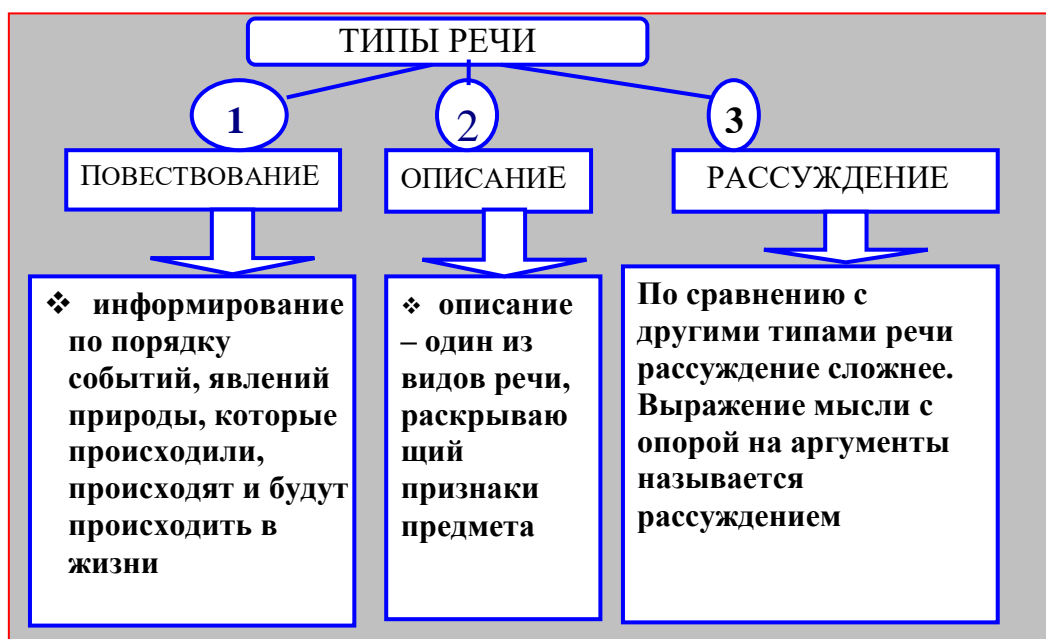 ТИПЫ РЕЧИ
1
2
3
ПОВЕСТВОВАНИЕ
ОПИСАНИЕ
РАССУЖДЕНИЕ
❖ информирование
по порядку
событий, явлений
природы, которые
происходили,
происходят и будут
происходить в
жизни
❖ описание
– один из
видов речи,
раскрываю
щий
признаки
предмета
По сравнению с
другими типами речи
рассуждение сложнее.
Выражение мысли с
опорой на аргументы
называется
рассуждением